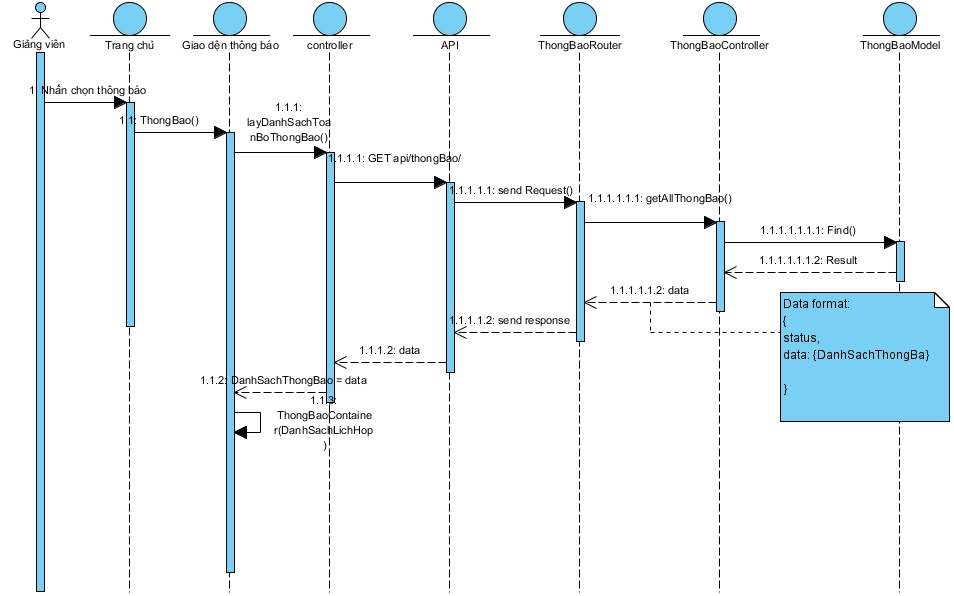 Giảng viên
Trang chủ
Giao dện thông báo
controller
API
ThongBaoRouter
ThongBaoController
ThongBaoModel
1: Nhấn chọn thông báo
1.1: ThongBao()
1.1.1:
layDanhSachToa
nBoThongBao()
1.1.1.1: GET api/thongBao/
1.1.1.1.1: send Request()
1.1.1.1.1.1: getAllThongBao()
1.1.1.1.1.1.1: Find()
1.1.1.1.1.1.2: Result
1.1.1.1.1.2: data
1.1.1.1.2: send response
1.1.1.2: data
1.1.2: DanhSachThongBao = data
1.1.3:
ThongBaoContaine
r(DanhSachLichHop
)
Data format:
{
status,
data: {DanhSachThongBa}
}